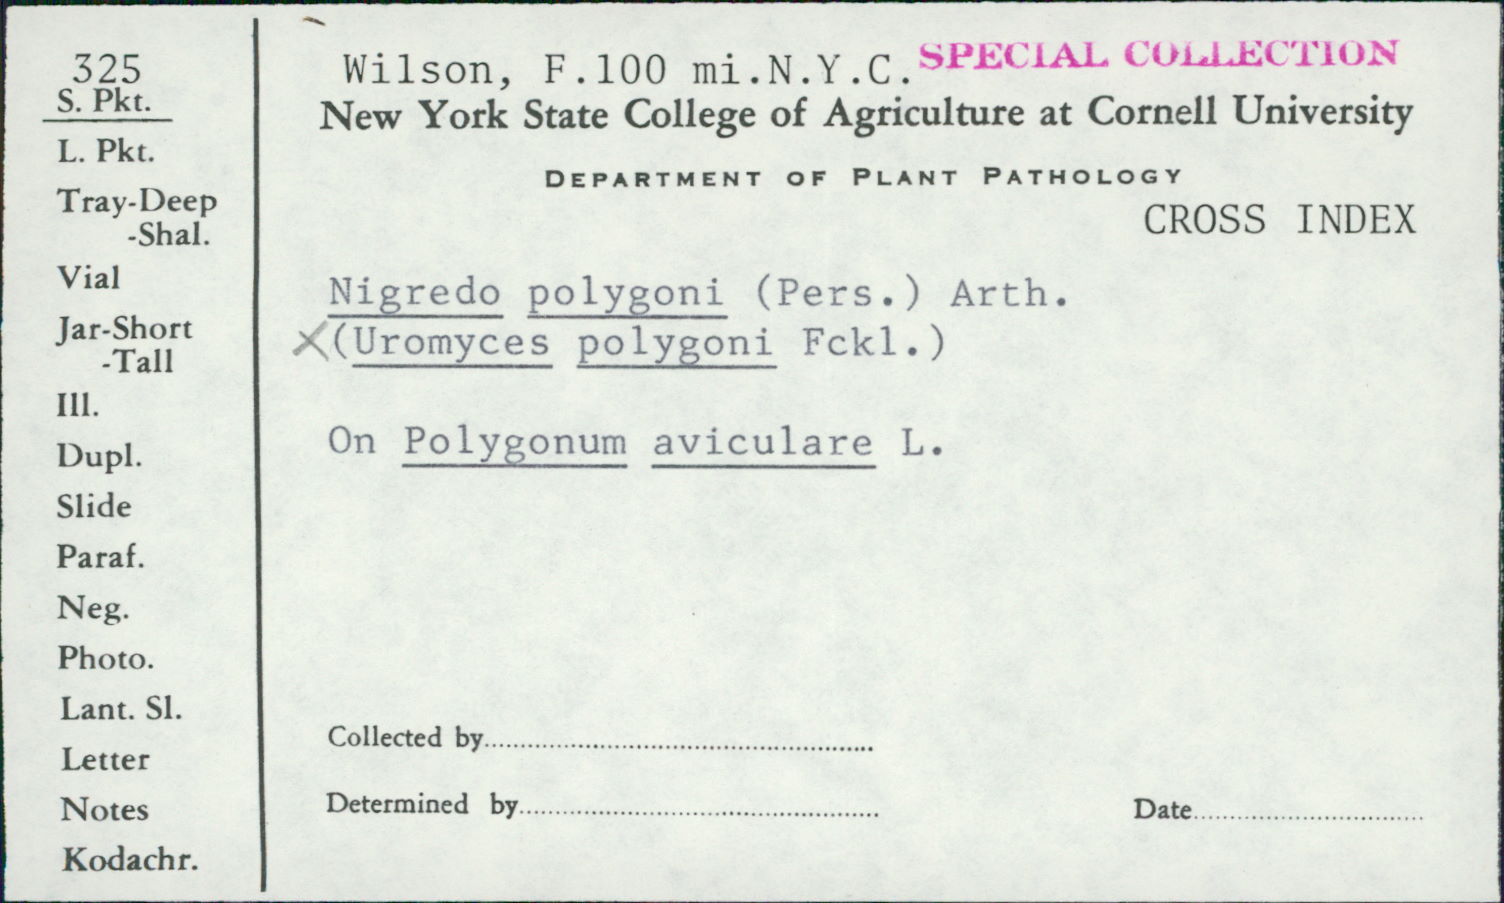 325
S. Pkt.
L. Pkt.
Tray-Deep
-Shal.
Vial
Jar-Short
-Tall
Ill.
Dupl.
Slide
Paraf.
Neg.
Photo.
Lant. Sl.
Letter
Notes
Kodachr.
Wilson, F.100 mi.N.Y.C. SPECIAL COLLECTION
New York State College of Agriculture at Cornell University
DEPARTMENT OF PLANT PATHOLOGY
CROSS INDEX
Nigredo polygoni (Pers.) Arth.
X(Uromyces polygoni Fckl.)
On Polygonum aviculare L.
Collected by
Determined by
Date